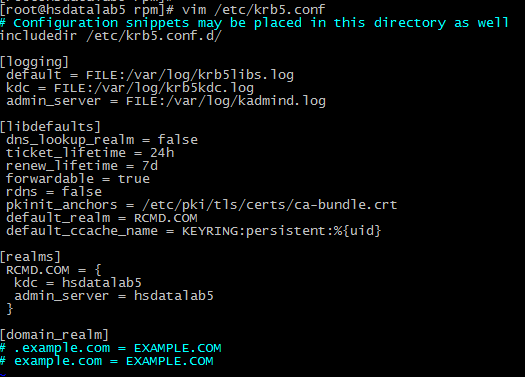 [root@hsdatalab5 rpm]# vim /etc/krb5.conf
# Configuration snippets may be placed in this directory as well
includedir /etc/krb5.conf.d/
[logging]
default = FILE:/var/log/krb5libs.log
kdc = FILE:/var/log/krb5kdc.log
admin_server = FILE:/var/log/kadmind.log
[libdefaults]
dns_lookup_realm = false
ticket_lifetime = 24h
renew_lifetime = 7d
forwardable = true
rdns = false
pkinit_anchors = /etc/pki/tls/certs/ca-bundle.crt
default_realm = RCMD.COM
default_ccache_name = KEYRING:persistent:%{uid}
[realms]
RCMD.COM = {
kdc = hsdatalab5
admin_server = hsdatalab5
}
[domain_realm]
# .example.com = EXAMPLE.COM
# example.com = EXAMPLE.COM